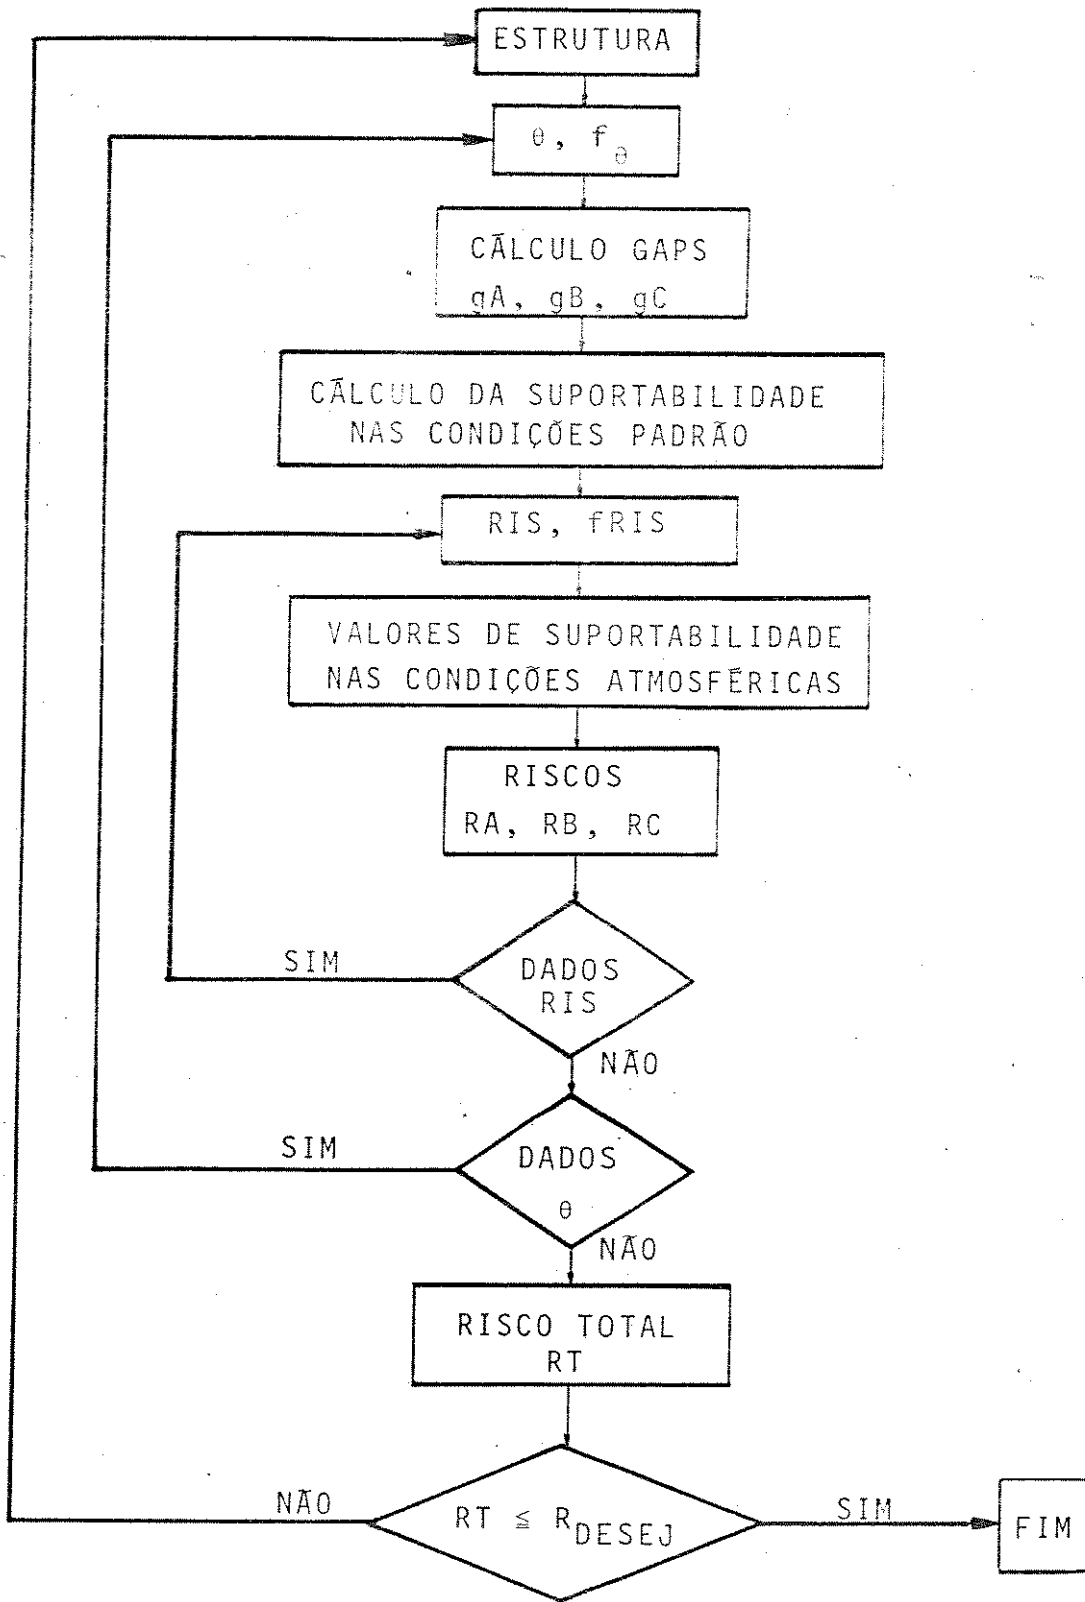 ESTRUTURA
θ, fθ
CÁLCULO GAPS
gA, gB, gC
CÁLCULO DA SUPORTABILIDADE
NAS CONDIÇÕES PADRÃO
RIS, fRIS
VALORES DE SUPORTABILIDADE
NAS CONDIÇÕES ATMOSFÉRICAS
RISCOS
RA, RB, RC
SIM
DADOS
RIS
NÃO
SIM
DADOS
θ
NÃO
RISCO TOTAL
RT
NÃO
RT ≦ RDESEJ
SIM
FIM